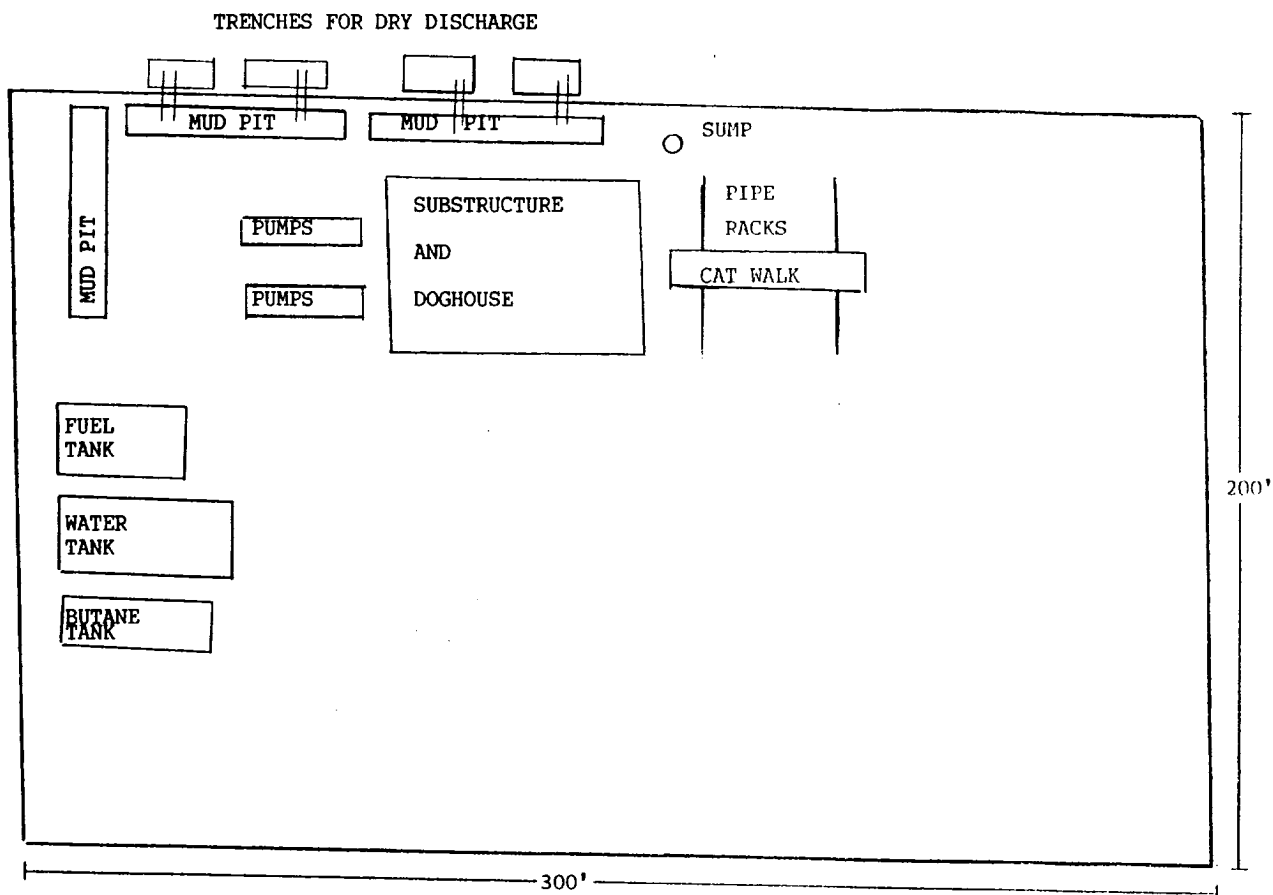 TRENCHES FOR DRY DISCHARGE
MUD PIT
MUD PIT
SUMP
MUD PIT
PUMPS
PUMPS
SUBSTRUCTURE
AND
DOGHOUSE
PIPE
RACKS
CAT WALK
FUEL
TANK
WATER
TANK
BUTANE
TANK
200'
300'